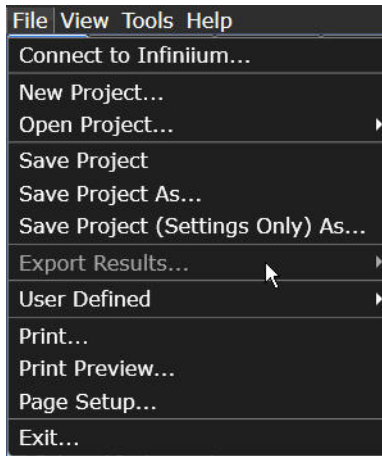 File View Tools Help
Connect to Infiniium...
New Project...
Open Project...
Save Project
Save Project As...
Save Project (Settings Only) As...
Export Results...
User Defined
Print...
Print Preview...
Page Setup...
Exit...